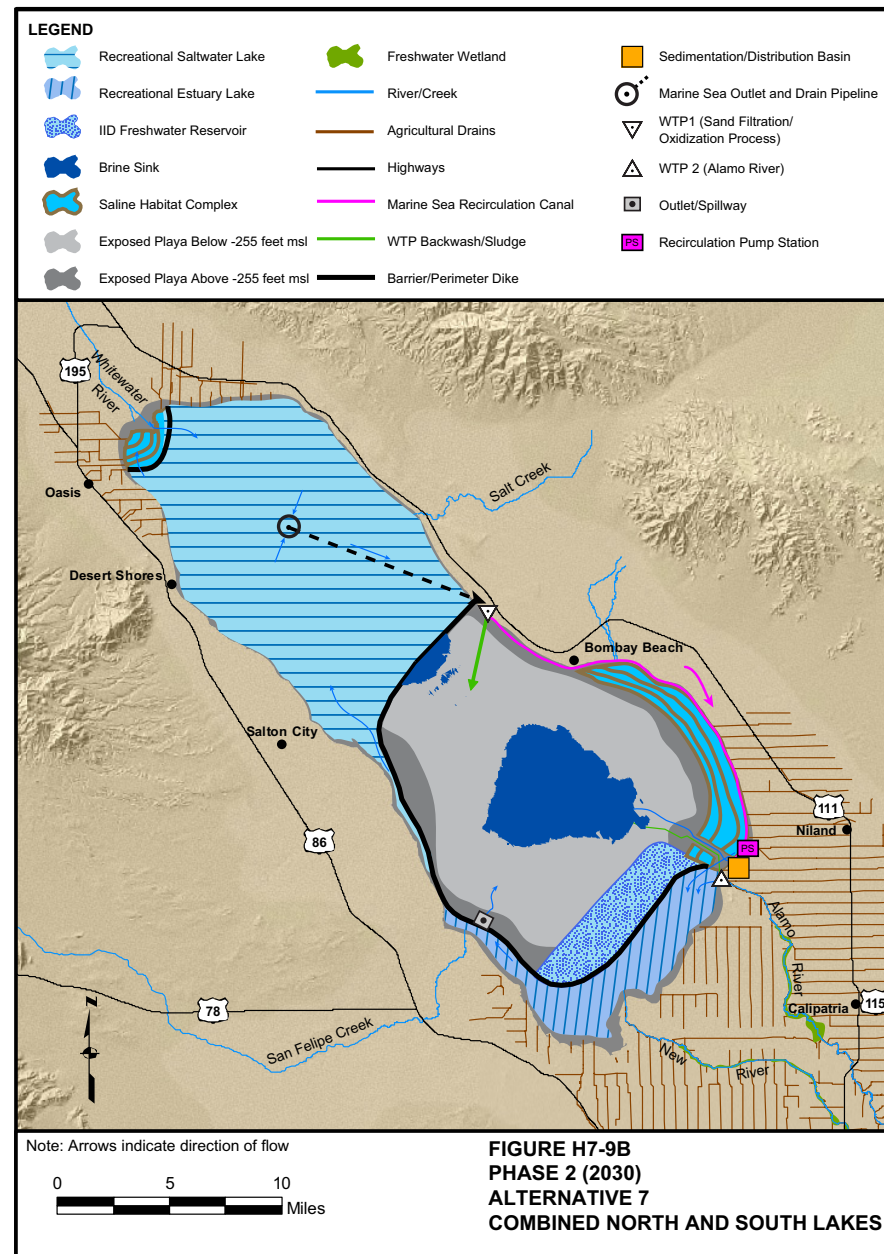 LEGEND
Recreational Saltwater Lake
Recreational Estuary Lake
IID Freshwater Reservoir
Brine Sink
Saline Habitat Complex
Exposed Playa Below -255 feet msl
Exposed Playa Above -255 feet msl
Freshwater Wetland
River/Creek
Agricultural Drains
Highways
Marine Sea Recirculation Canal
WTP Backwash/Sludge
Barrier/Perimeter Dike
Sedimentation/Distribution Basin
Marine Sea Outlet and Drain Pipeline
WTP1 (Sand Filtration/
Oxidization Process)
WTP 2 (Alamo River)
Outlet/Spillway
PS
Recirculation Pump Station
195
Whitewater
River
Oasis
Salt Creek
Desert Shores
Bombay Beach
Salton City
86
111
Niland
PS
Alamo
River
Calipatria
115
78
San Felipe Creek
New
River
N
Note: Arrows indicate direction of flow
0 5 10
Miles
FIGURE H7-9B
PHASE 2 (2030)
ALTERNATIVE 7
COMBINED NORTH AND SOUTH LAKES